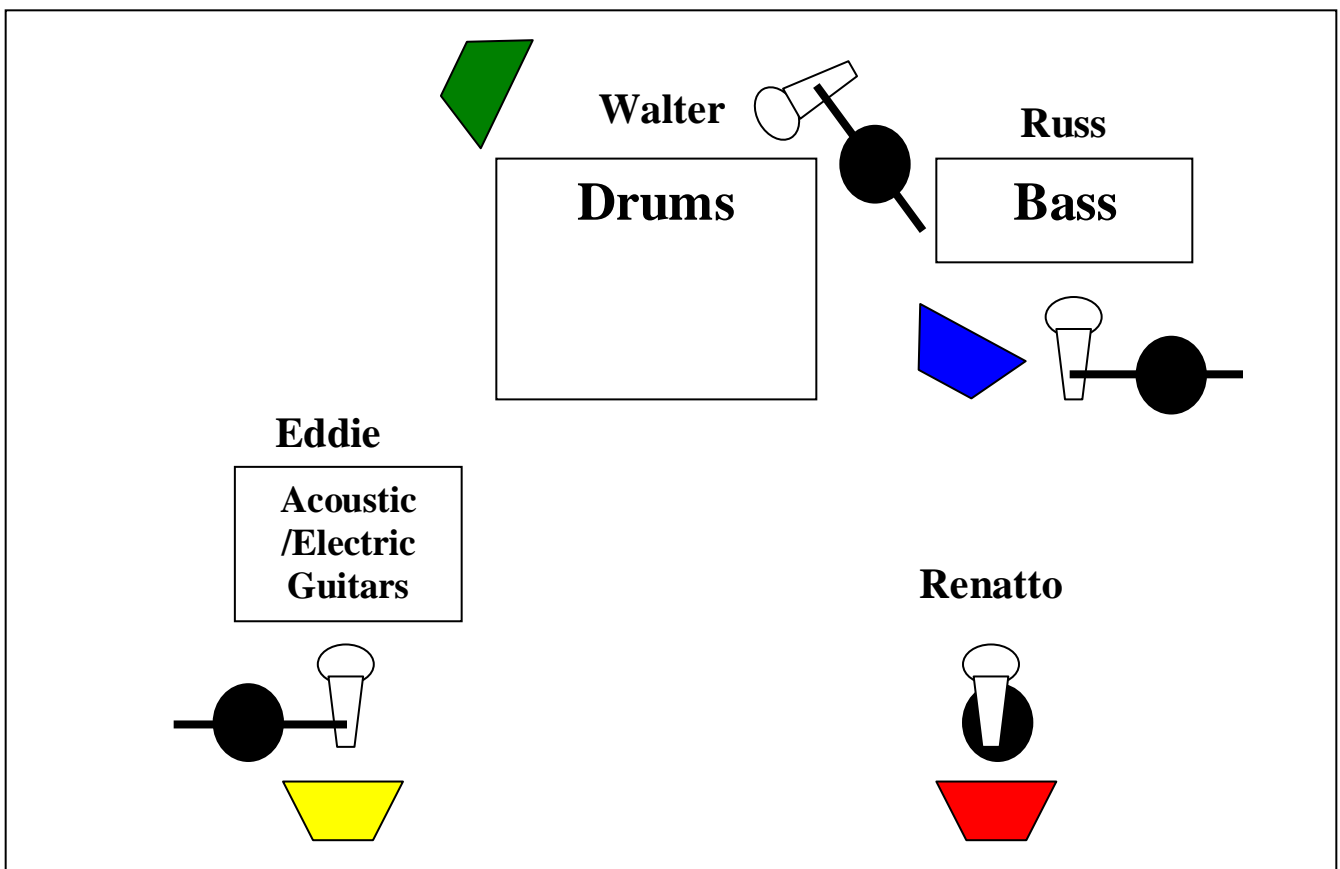 Walter
Russ
Drums
Bass
Eddie
Acoustic
/Electric
Guitars
Renatto